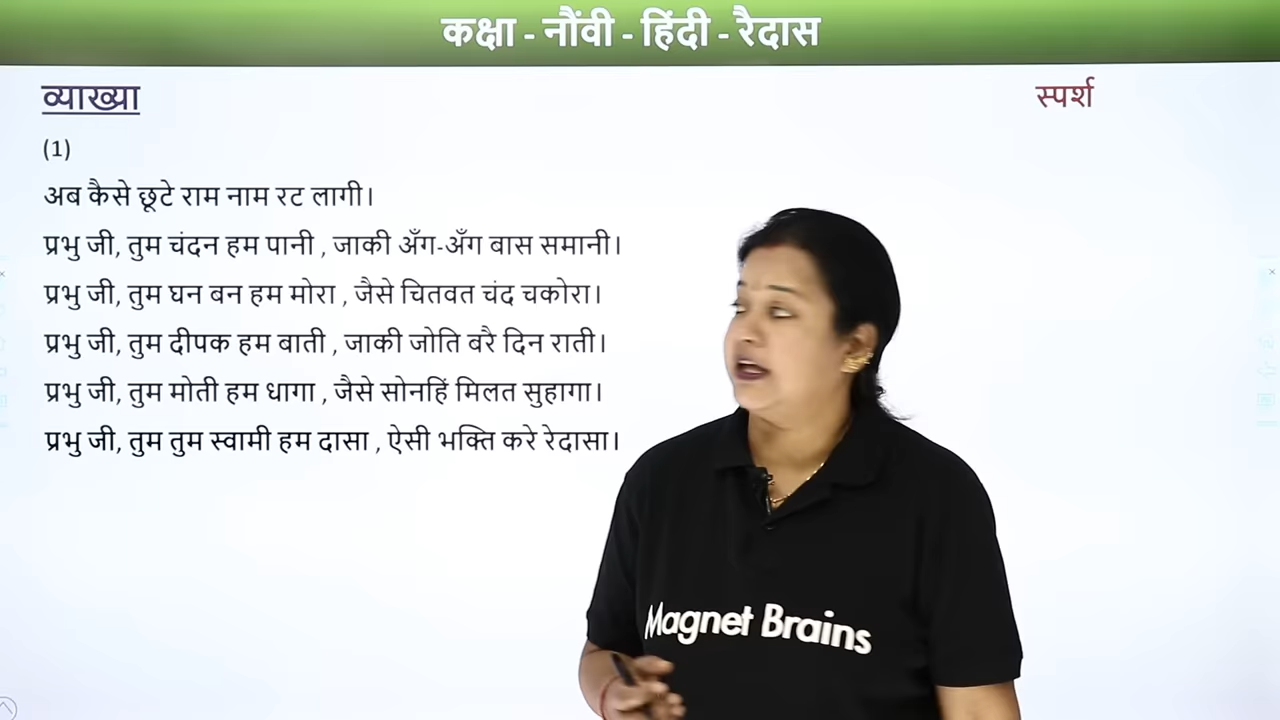 कक्षा - नौंवी - हिंदी - रैदास
व्याख्या
स्पर्श
(1)
अब कैसे छूटे राम नाम रट लागी।
प्रभु जी, तुम चंदन हम पानी , जाकी अँग-अँग बास समानी।
प्रभु जी, तुम घन बन हम मोरा , जैसे चितवत चंद चकोरा।
प्रभु जी, तुम दीपक हम बाती , जाकी जोति बरै दिन राती।
प्रभु जी, तुम मोती हम धागा , जैसे सोनहिं मिलत सुहागा।
प्रभु जी, तुम तुम स्वामी हम दासा , ऐसी भक्ति करे रेदासा।
Magnet Brains